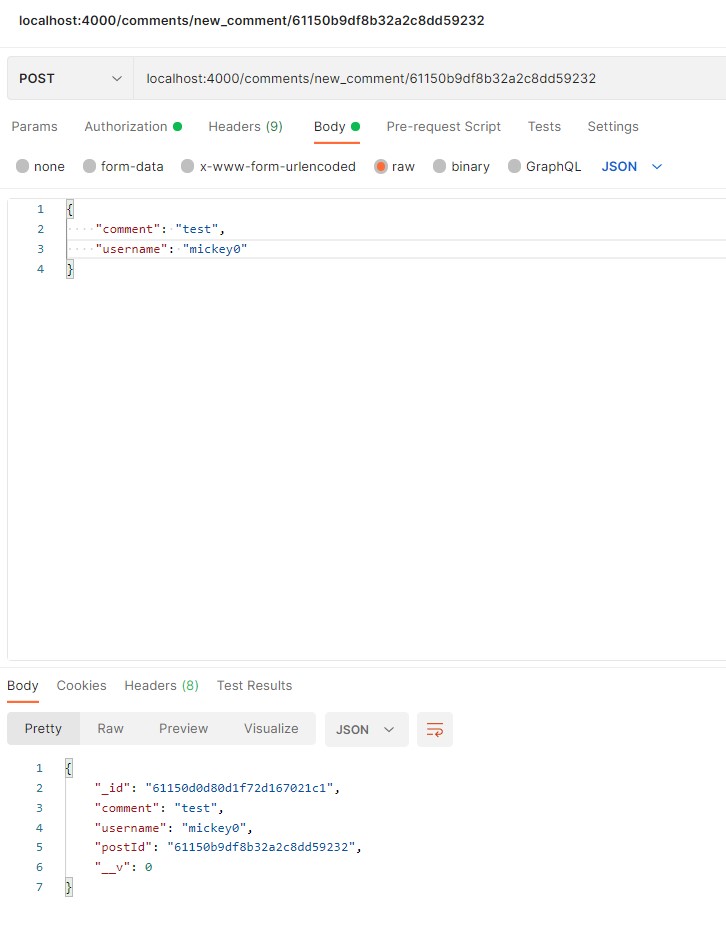 localhost:4000/comments/new_comment/61150b9df8b32a2c8dd59232
POST localhost:4000/comments/new_comment/61150b9df8b32a2c8dd59232
Params Authorization Headers (9) Body Pre-request Script Tests Settings
none form-data x-www-form-urlencoded raw binary GraphQL JSON
1 {
2 "comment": "test",
3 "username": "mickey0"
4 }
Body Cookies Headers (8) Test Results
Pretty Raw Preview Visualize JSON
1 {
2 "_id": "61150d0d80d1f72d167021c1",
3 "comment": "test",
4 "username": "mickey0",
5 "postId": "61150b9df8b32a2c8dd59232",
6 "__v": 0
7 }